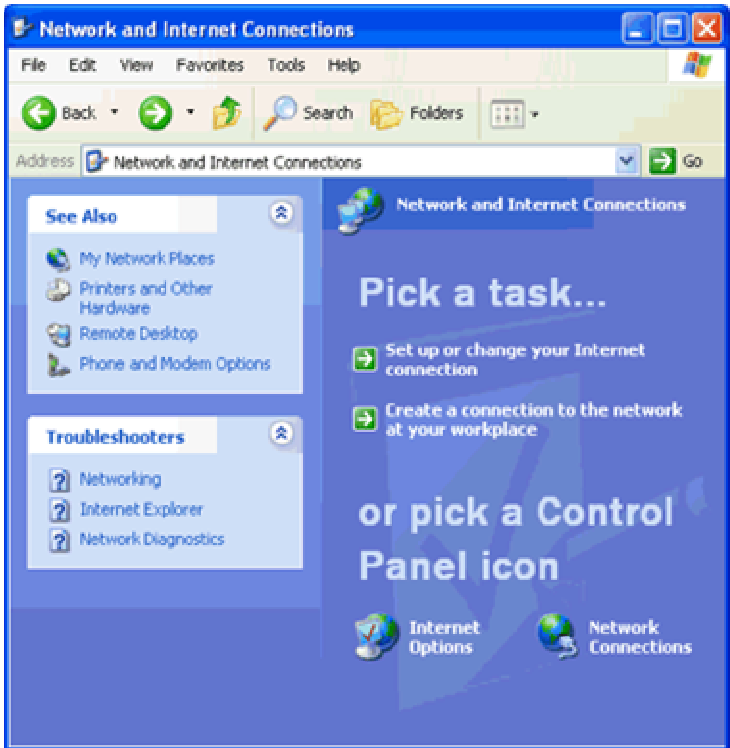 Network and Internet Connections
File Edit View Favorites Tools Help
Back Search Folders
Address Network and Internet Connections Go
See Also
My Network Places
Printers and Other
Hardware
Remote Desktop
Phone and Modem Options
Troubleshooters
Networking
Internet Explorer
Network Diagnostics
Network and Internet Connections
Pick a task...
Set up or change your Internet
connection
Create a connection to the network
at your workplace
or pick a Control
Panel icon
Internet
Options
Network
Connections